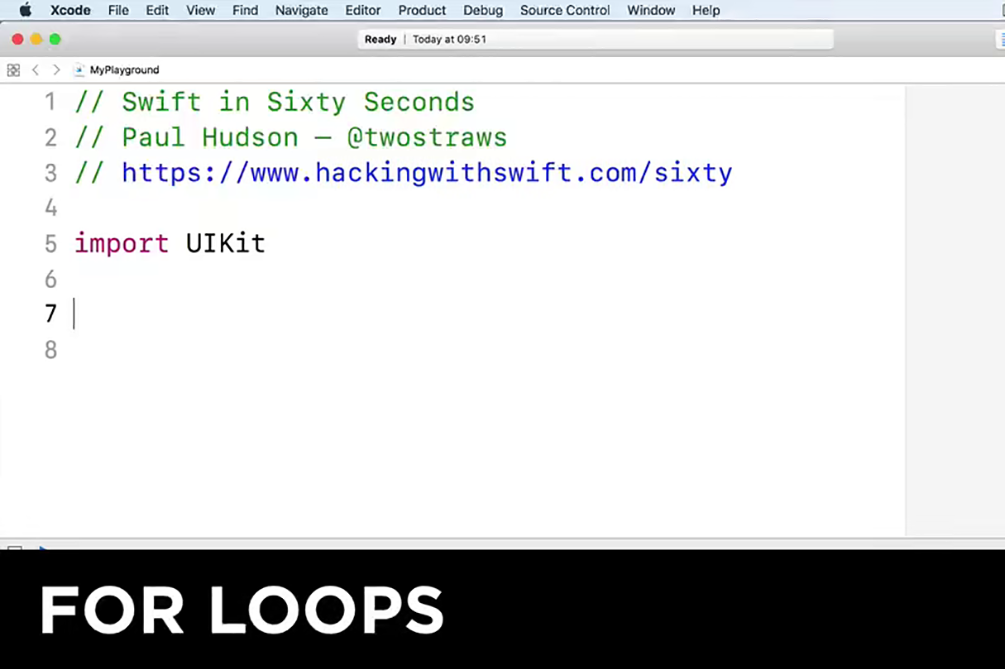 Xcode File Edit View Find Navigate Editor Product Debug Source Control Window Help
Ready | Today at 09:51
MyPlayground
1 // Swift in Sixty Seconds
2 // Paul Hudson — @twostraws
3 // https://www.hackingwithswift.com/sixty
4
5 import UIKit
6
7
8
FOR LOOPS